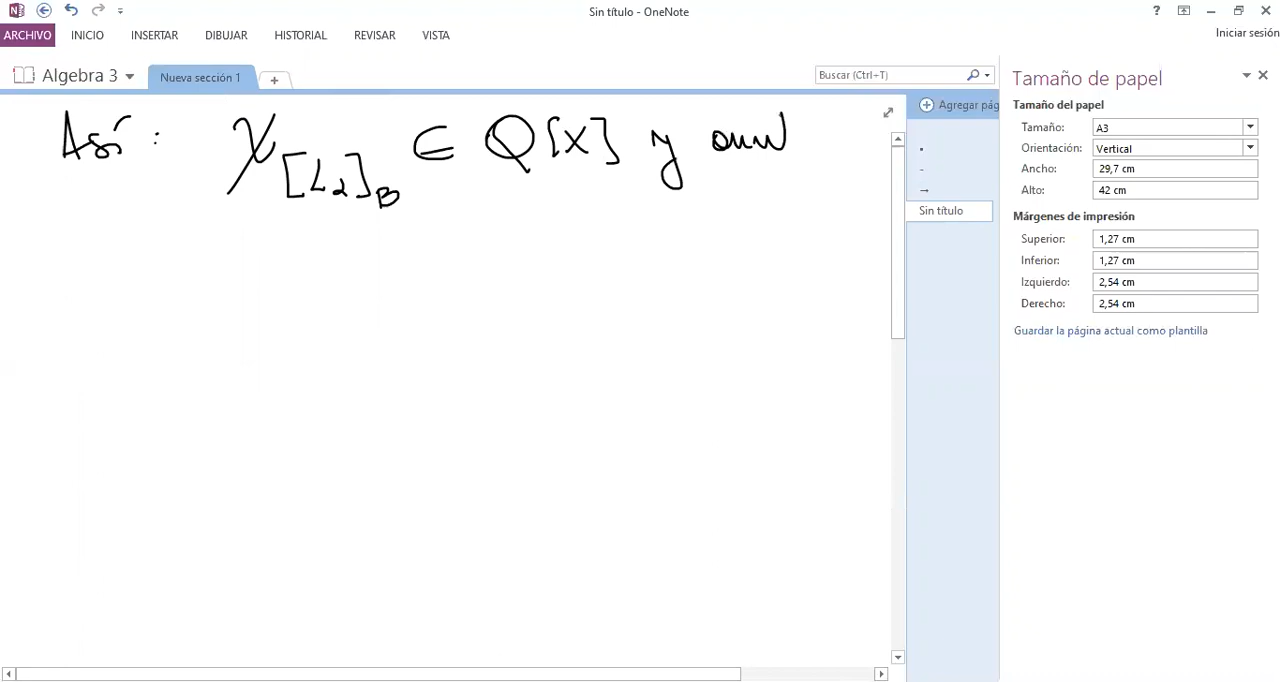 Sin título - OneNote
ARCHIVO INICIO INSERTAR DIBUJAR HISTORIAL REVISAR VISTA
Iniciar sesión
Algebra 3
Nueva sección 1
Buscar (Ctrl+T)
Agregar pág
Sin título
Así: χ_{[L_α]_B} ∈ Q[X] y
Tamaño de papel
Tamaño del papel
Tamaño: A3
Orientación: Vertical
Ancho: 29,7 cm
Alto: 42 cm
Márgenes de impresión
Superior: 1,27 cm
Inferior: 1,27 cm
Izquierdo: 2,54 cm
Derecho: 2,54 cm
Guardar la página actual como plantilla